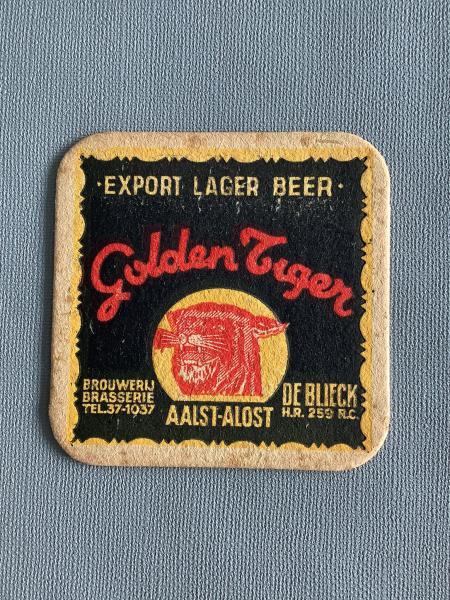 · EXPORT LAGER BEER ·
Golden Tiger
BROUWERIJ
BRASSERIE
TEL.37-1037
AALST-ALOST
DE BLIECK
H.R. 259 R.C.